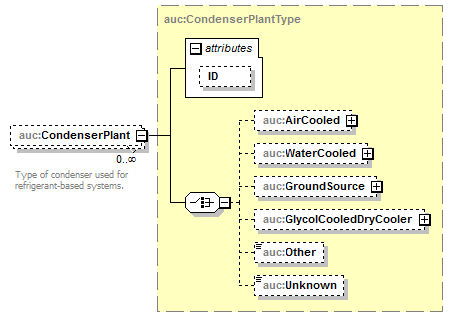 auc:CondenserPlantType
attributes
ID
auc:CondenserPlant
0..∞
Type of condenser used for
refrigerant-based systems.
auc:AirCooled
auc:WaterCooled
auc:GroundSource
auc:GlycolCooledDryCooler
auc:Other
auc:Unknown